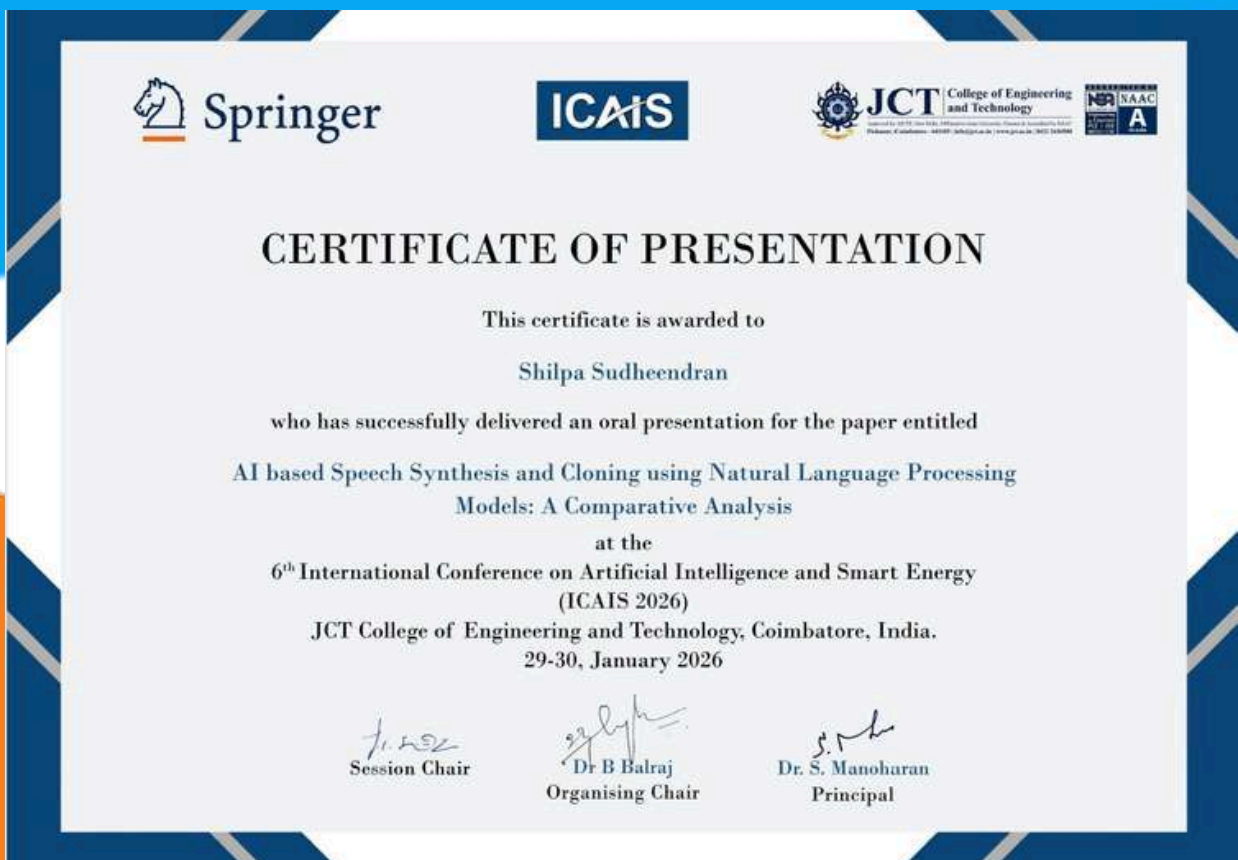 Springer
ICAIS
JCT College of Engineering
and Technology
NBA NAAC
A
CERTIFICATE OF PRESENTATION
This certificate is awarded to
Shilpa Sudheendran
who has successfully delivered an oral presentation for the paper entitled
AI based Speech Synthesis and Cloning using Natural Language Processing
Models: A Comparative Analysis
at the
6th International Conference on Artificial Intelligence and Smart Energy
(ICAIS 2026)
JCT College of Engineering and Technology, Coimbatore, India.
29-30, January 2026
Session Chair
Dr B Balraj
Organising Chair
Dr. S. Manoharan
Principal